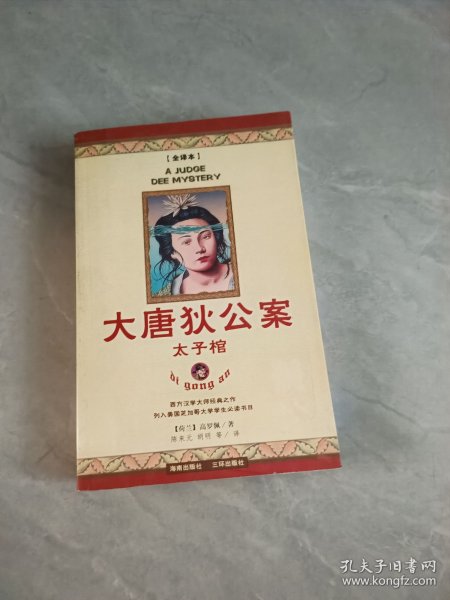 【全译本】
A JUDGE
DEE MYSTERY
大唐狄公案
太子棺
di gong an
西方汉学大师经典之作
列入美国芝加哥大学学生必读书目
【荷兰】高罗佩/著
陈来元 胡明 等/译
海南出版社 三环出版社
孔夫子旧书网
www.kongfz.com